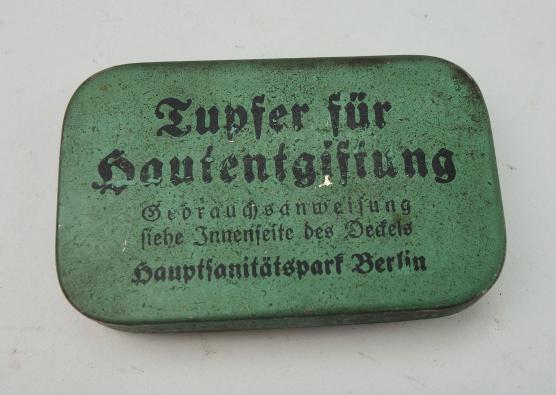 Tupfer für
Hautentgiftung
Gebrauchsanweisung
siehe Innenseite des Deckels
Hauptsanitätspark Berlin